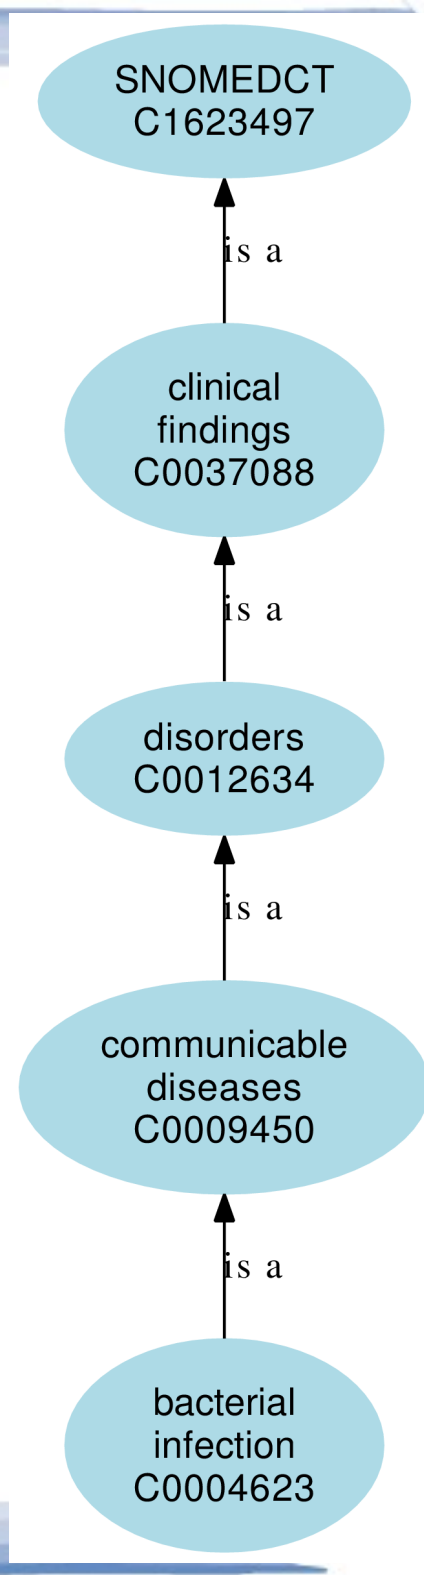 SNOMEDCT
C1623497
is a
clinical
findings
C0037088
is a
disorders
C0012634
is a
communicable
diseases
C0009450
is a
bacterial
infection
C0004623